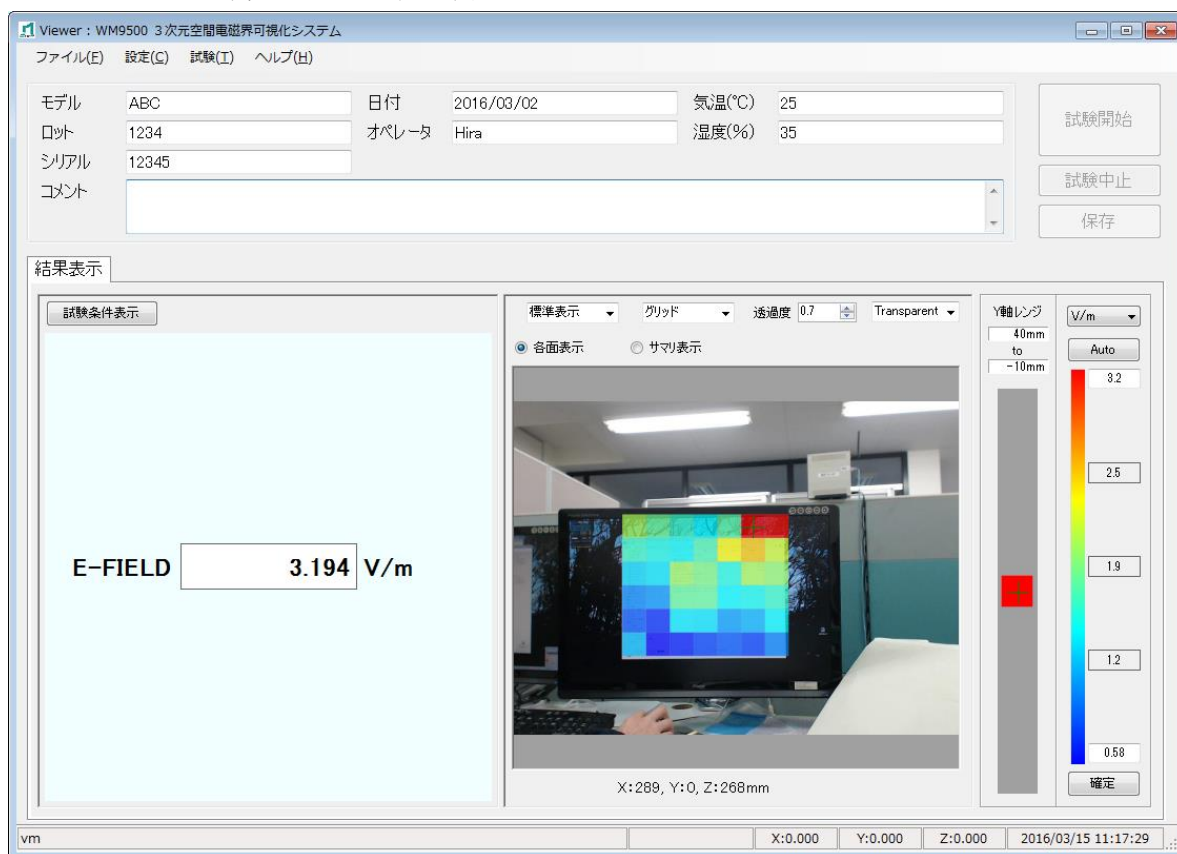 Viewer : WM9500 3次元空間電磁界可視化システム
ファイル(F) 設定(C) 試験(T) ヘルプ(H)
モデル ABC 日付 2016/03/02 気温(℃) 25
試験開始
ロット 1234 オペレータ Hira 湿度(%) 35
シリアル 12345
試験中止
コメント
保存
結果表示
試験条件表示
標準表示 グリッド 透過度 0.7 Transparent
各面表示 サマリ表示
E-FIELD 3.194 V/m
X:289, Y:0, Z:268mm
Y軸レンジ
40mm
to
-10mm
V/m
Auto
3.2
2.5
1.9
1.2
0.58
確定
vm X:0.000 Y:0.000 Z:0.000 2016/03/15 11:17:29